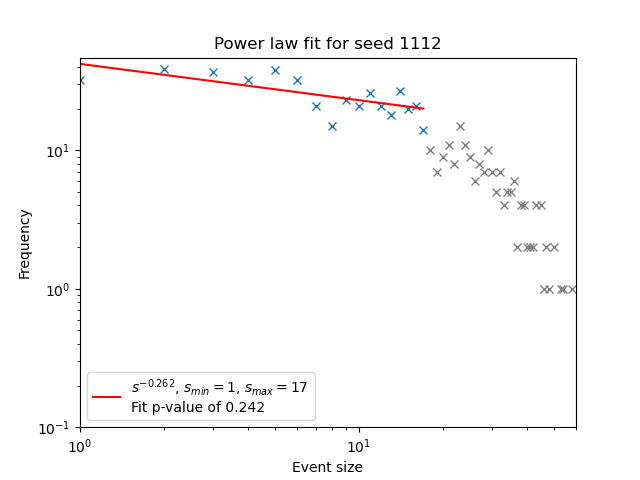 Power law fit for seed 1112
Frequency
10^1
10^0
10^-1
s^-0.262, s_min = 1, s_max = 17
Fit p-value of 0.242
10^0
10^1
Event size